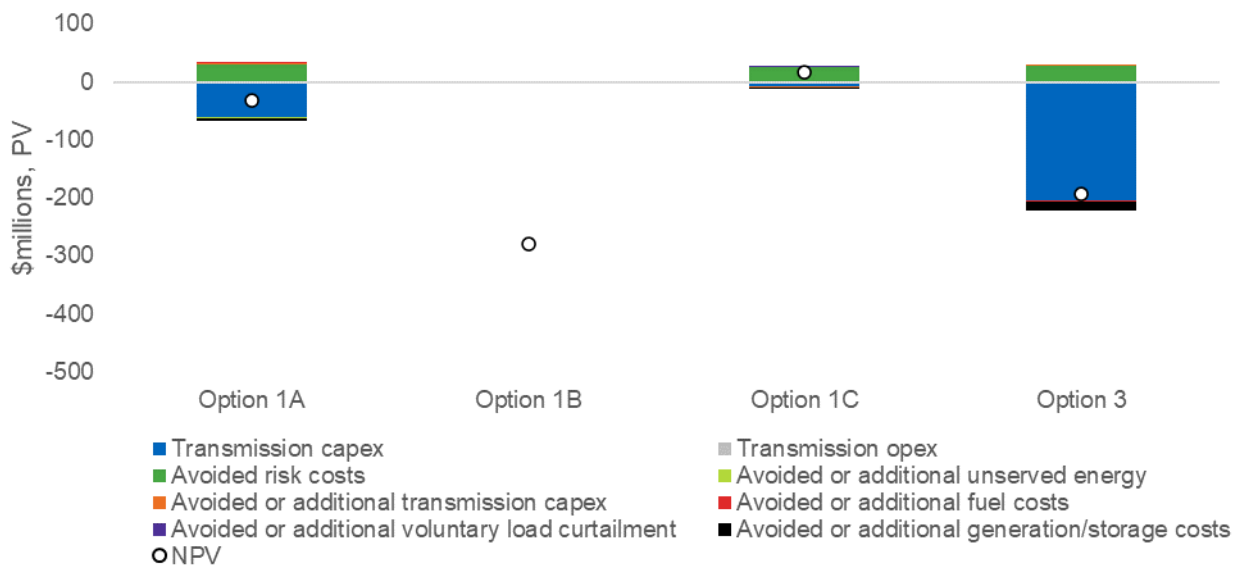 100
0
-100
-200
-300
-400
-500
$millions, PV
Option 1A
Option 1B
Option 1C
Option 3
Transmission capex
Transmission opex
Avoided risk costs
Avoided or additional unserved energy
Avoided or additional transmission capex
Avoided or additional fuel costs
Avoided or additional voluntary load curtailment
Avoided or additional generation/storage costs
NPV